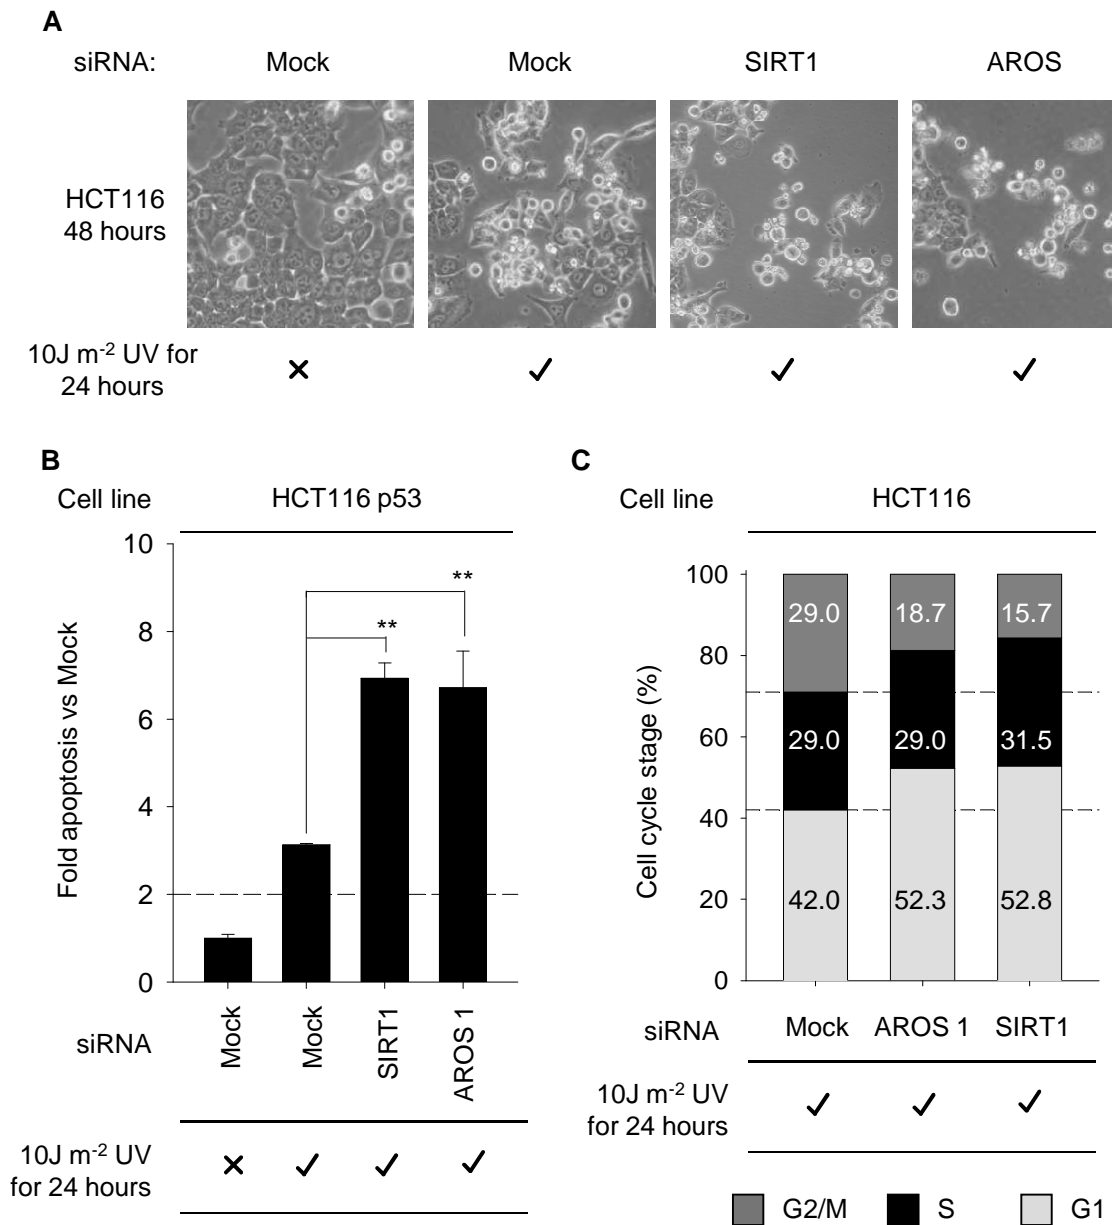 A
siRNA: Mock Mock SIRT1 AROS
HCT116
48 hours
10J m-2 UV for
24 hours
B
Cell line HCT116 p53
10
8
6
4
2
0
Fold apoptosis vs Mock
**
**
siRNA Mock Mock SIRT1 AROS 1
10J m-2 UV
for 24 hours
C
Cell line HCT116
100
80
60
40
20
0
Cell cycle stage (%)
29.0 18.7 15.7
29.0 29.0 31.5
42.0 52.3 52.8
siRNA Mock AROS 1 SIRT1
10J m-2 UV
for 24 hours
G2/M S G1